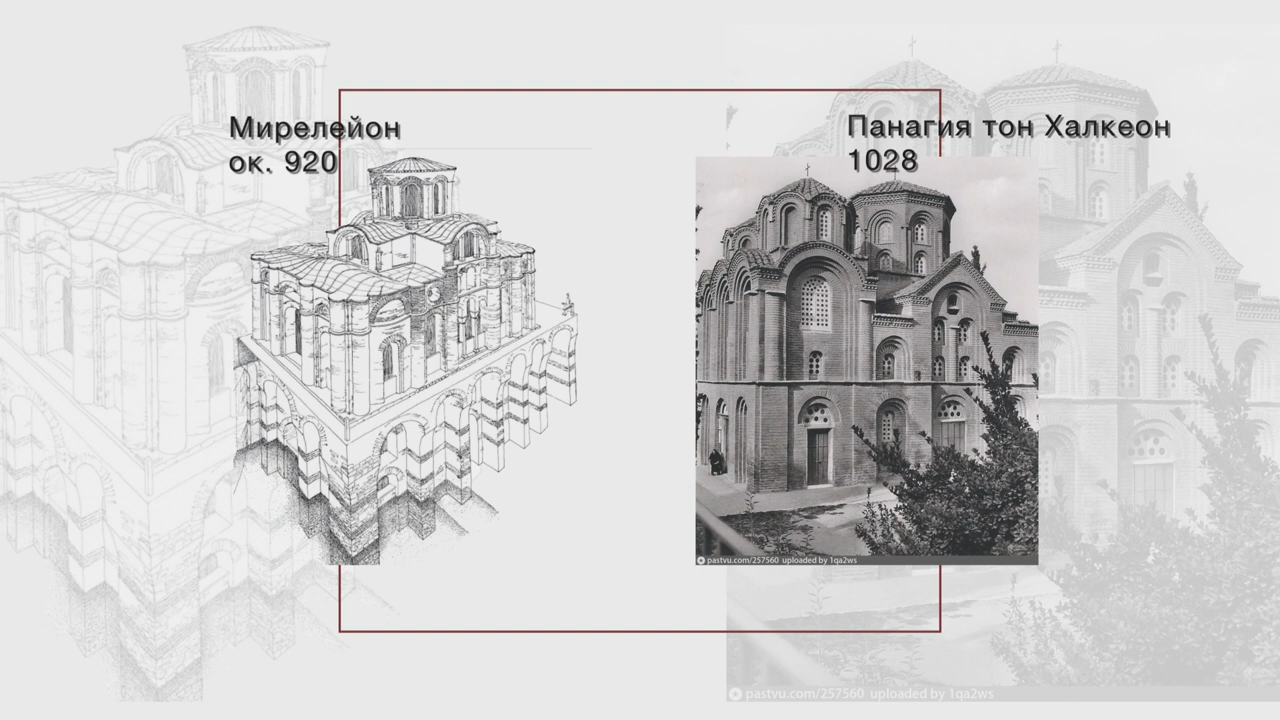 Мирелейон
ок. 920
Панагия тон Халкеон
1028
pastvu.com/257560 uploaded by 1qa2ws
pastvu.com/257560 uploaded by 1qa2ws